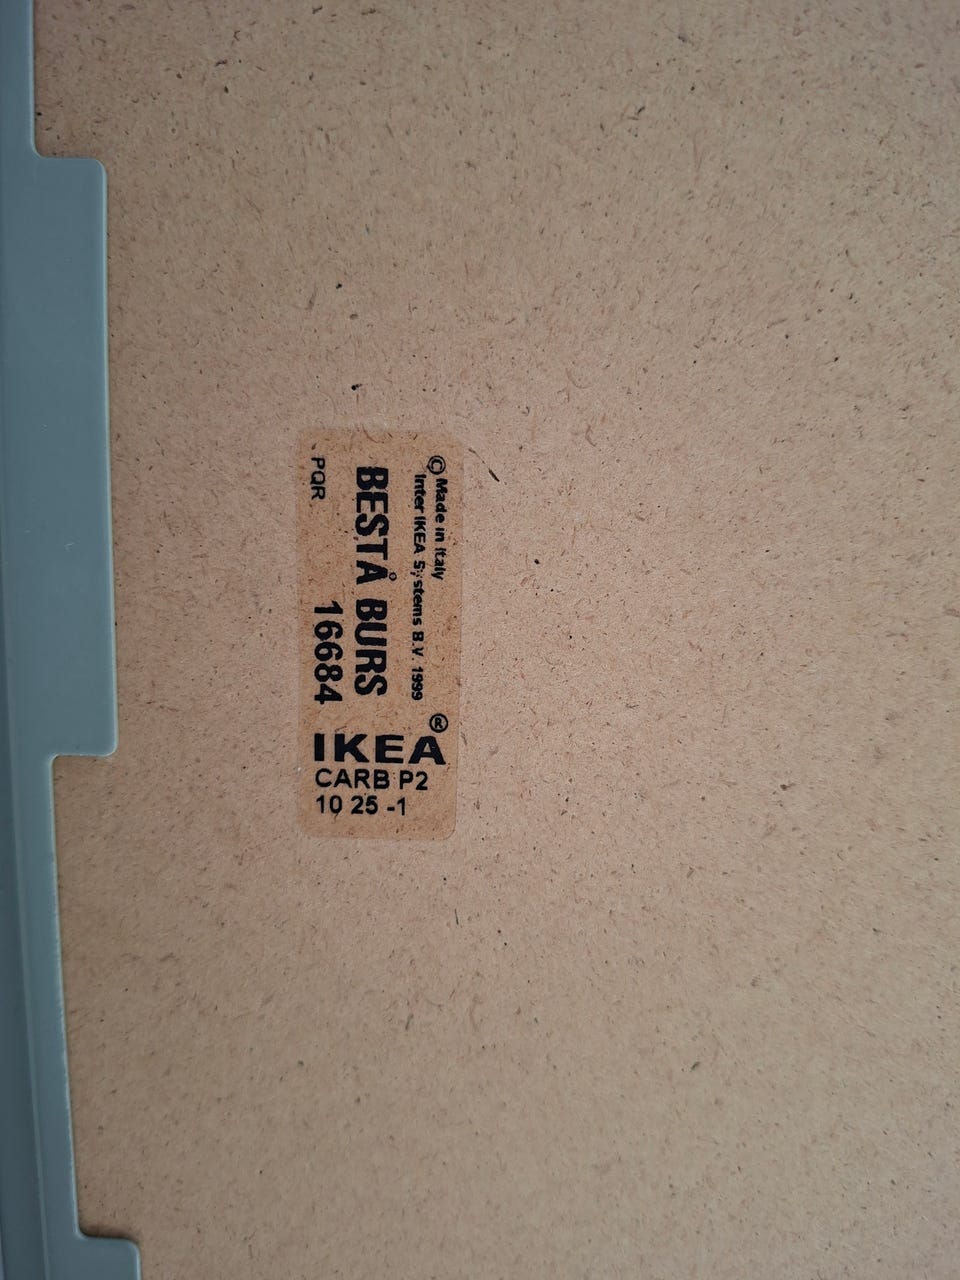 © Made in Italy
Inter IKEA Systems B.V. 1999
BESTÅ BURS
16684
PQR
®
IKEA
CARB P2
10 25 -1